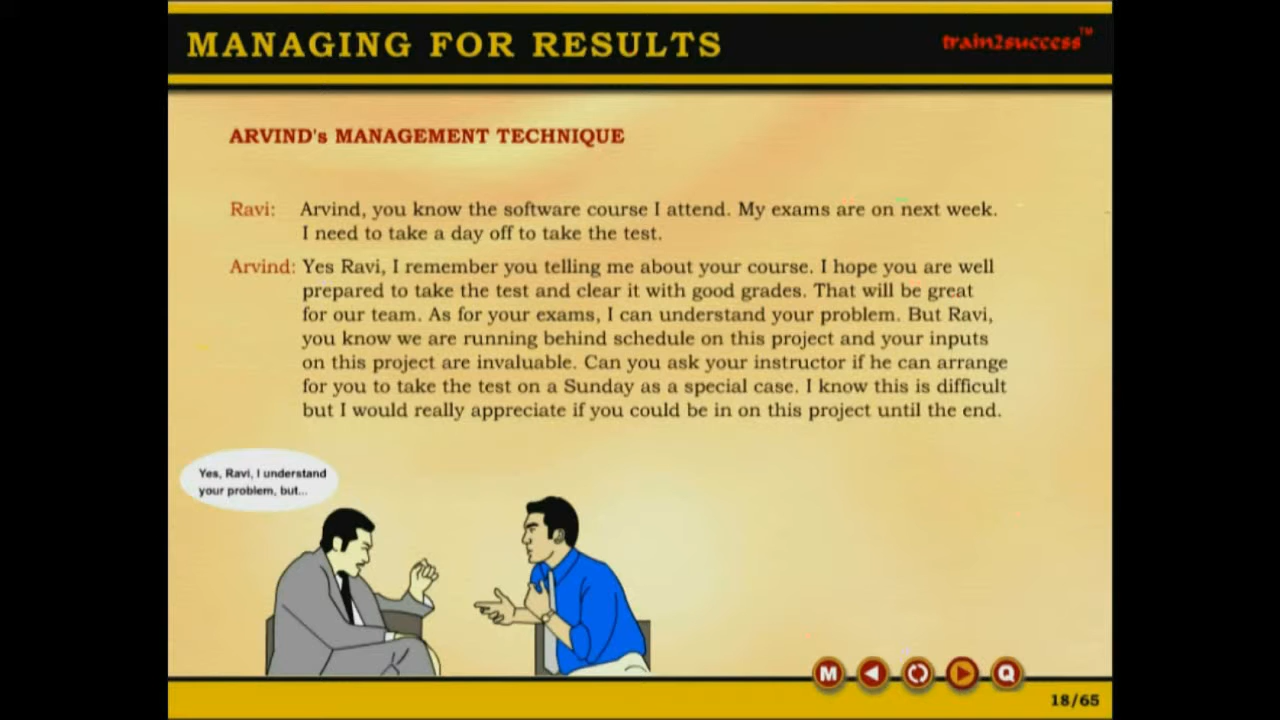 MANAGING FOR RESULTS
train2success™
ARVIND's MANAGEMENT TECHNIQUE
Ravi: Arvind, you know the software course I attend. My exams are on next week.
I need to take a day off to take the test.
Arvind: Yes Ravi, I remember you telling me about your course. I hope you are well
prepared to take the test and clear it with good grades. That will be great
for our team. As for your exams, I can understand your problem. But Ravi,
you know we are running behind schedule on this project and your inputs
on this project are invaluable. Can you ask your instructor if he can arrange
for you to take the test on a Sunday as a special case. I know this is difficult
but I would really appreciate if you could be in on this project until the end.
Yes, Ravi, I understand
your problem, but...
M Q
18/65